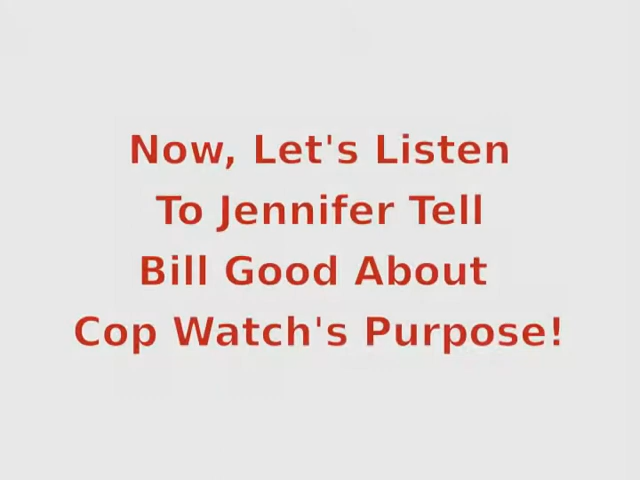 Now, Let's Listen
To Jennifer Tell
Bill Good About
Cop Watch's Purpose!